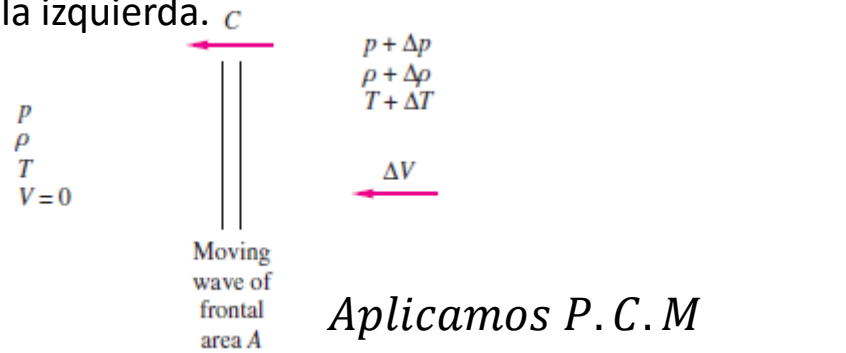 la izquierda.
C
p + Δp
ρ + Δρ
T + ΔT
p
ρ
T
V = 0
ΔV
Moving
wave of
frontal
area A
Aplicamos P.C.M